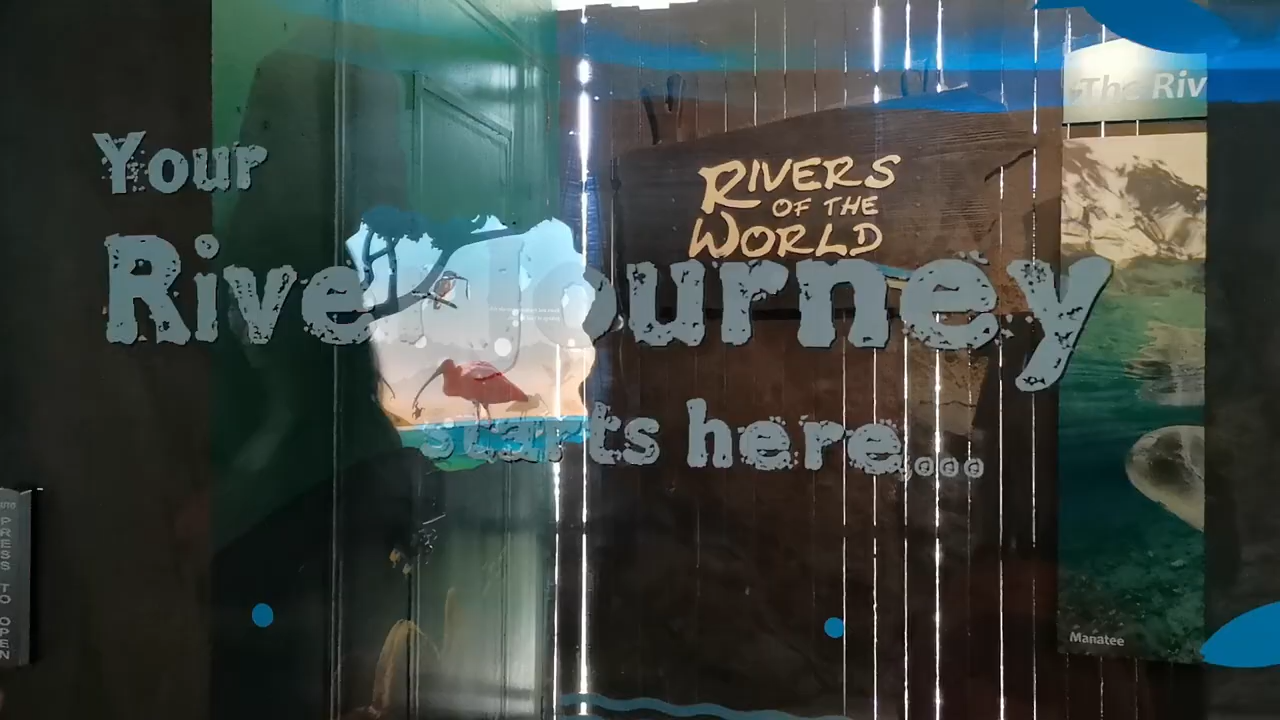 Your
River Journey
starts here....
RIVERS
OF THE
WORLD
The Riv
Manatee
PRESS TO OPEN